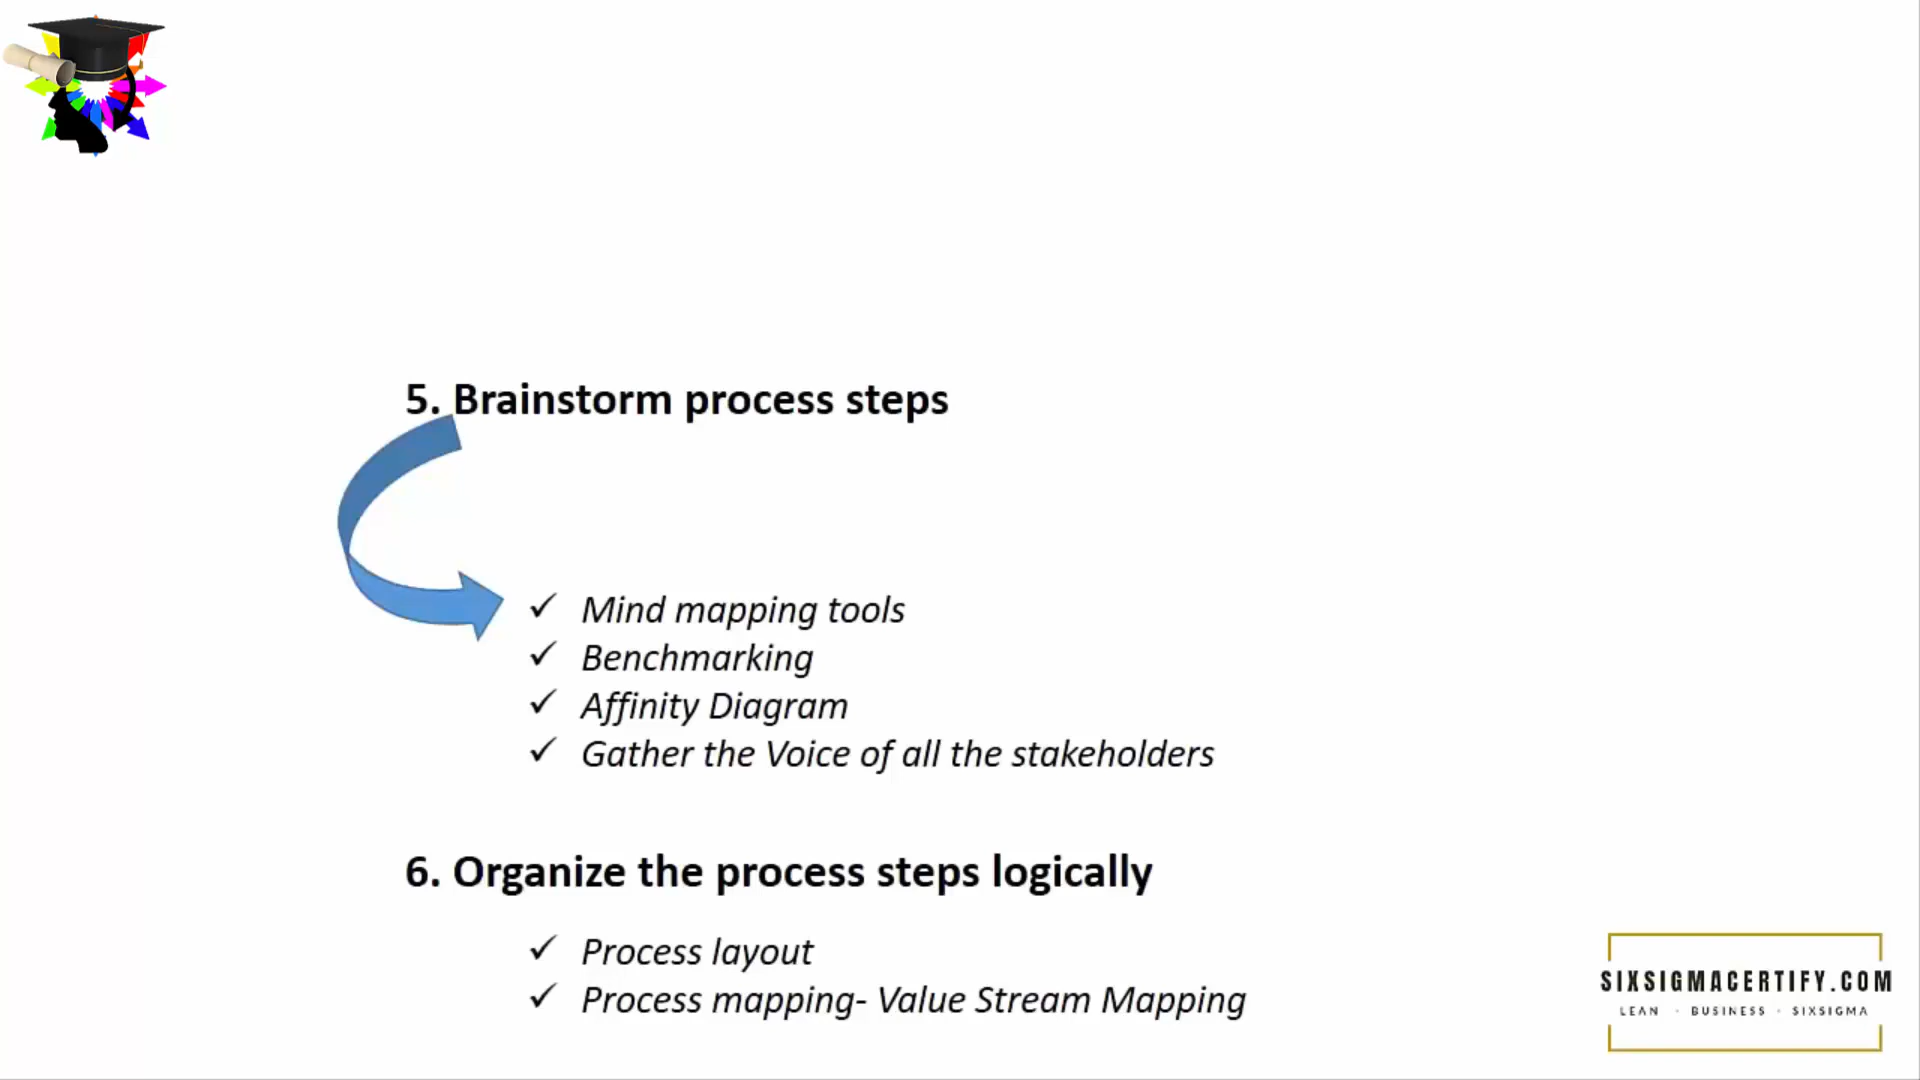 5. Brainstorm process steps
✓ Mind mapping tools
✓ Benchmarking
✓ Affinity Diagram
✓ Gather the Voice of all the stakeholders
6. Organize the process steps logically
✓ Process layout
✓ Process mapping- Value Stream Mapping
SIXSIGMACERTIFY.COM
LEAN · BUSINESS · SIXSIGMA